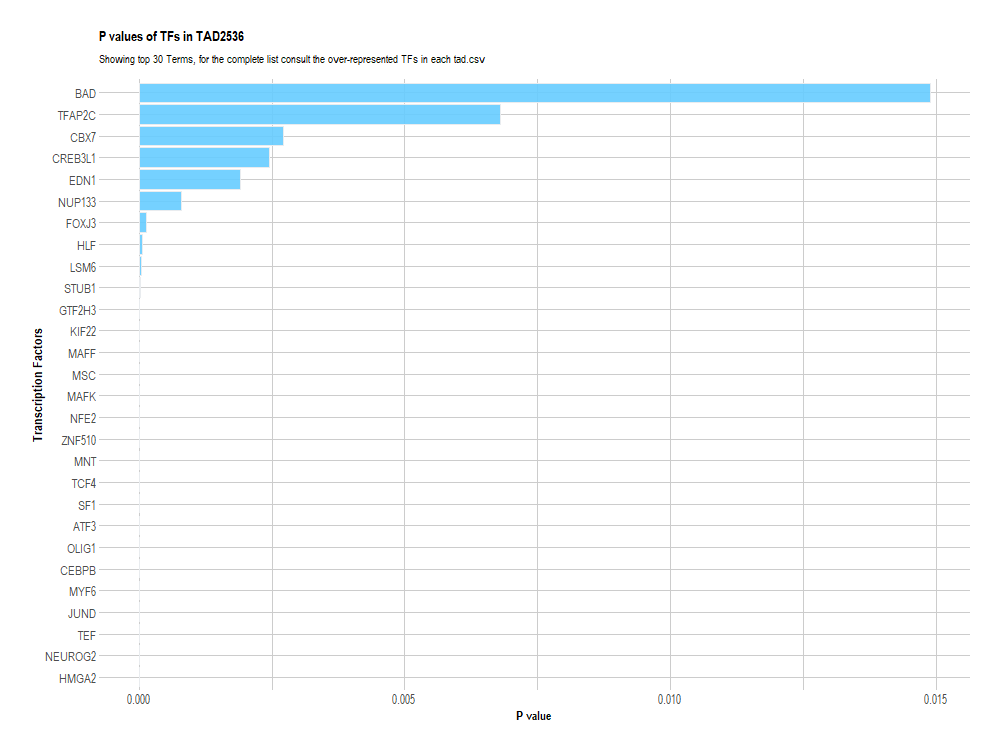 P values of TFs in TAD2536
Showing top 30 Terms, for the complete list consult the over-represented TFs in each tad.csv
Transcription Factors
BAD
TFAP2C
CBX7
CREB3L1
EDN1
NUP133
FOXJ3
HLF
LSM6
STUB1
GTF2H3
KIF22
MAFF
MSC
MAFK
NFE2
ZNF510
MNT
TCF4
SF1
ATF3
OLIG1
CEBPB
MYF6
JUND
TEF
NEUROG2
HMGA2
0.000 0.005 0.010 0.015
P value